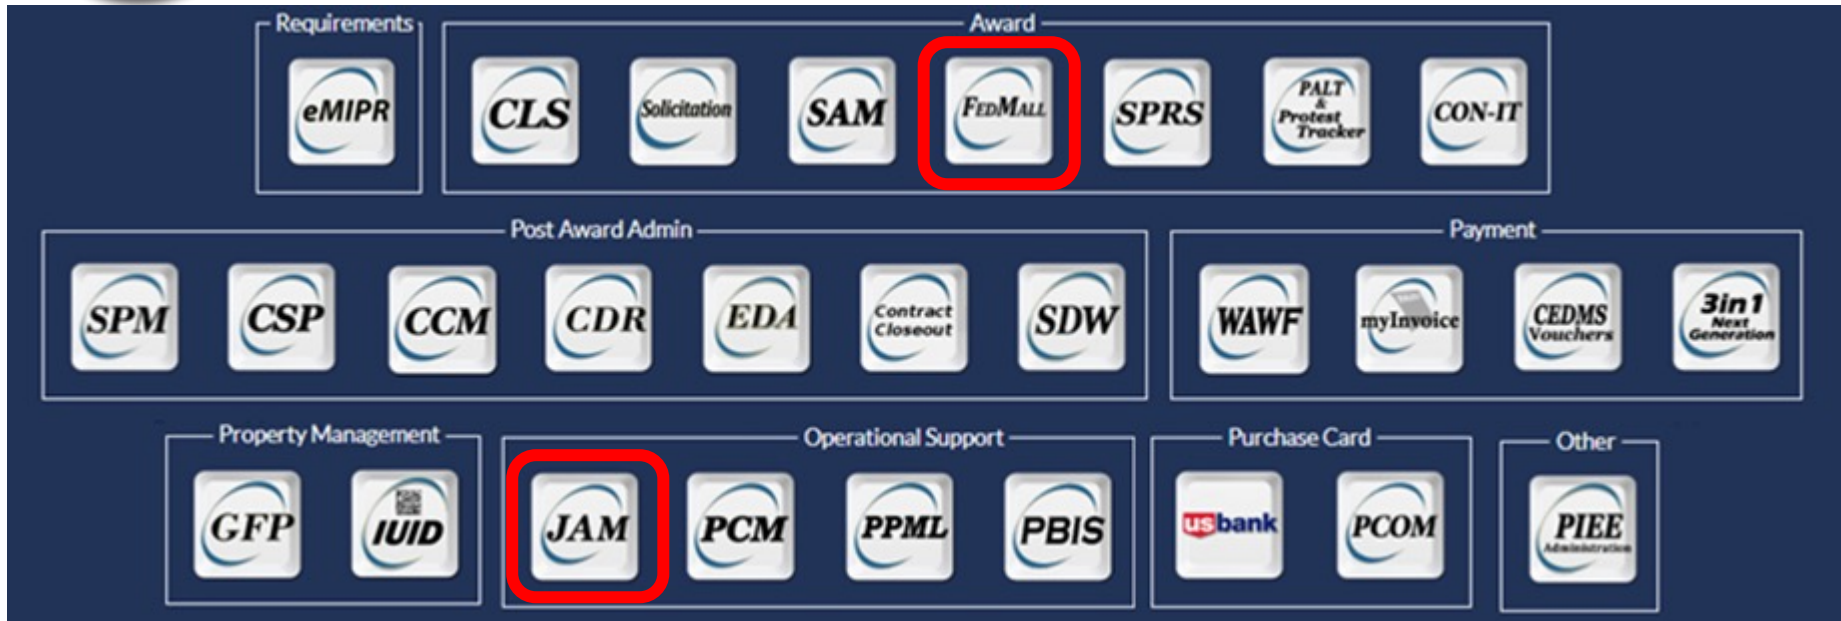 Requirements
Award
eMIPR
CLS
Solicitation
SAM
FEDMALL
SPRS
PALT
&
Protest
Tracker
CON-IT
Post Award Admin
Payment
SPM
CSP
CCM
CDR
EDA
Contract
Closeout
SDW
WAWF
myInvoice
CEDMS
Vouchers
3in1
Next
Generation
Property Management
Operational Support
Purchase Card
Other
GFP
IUID
JAM
PCM
PPML
PBIS
usbank
PCOM
PIEE
Administration